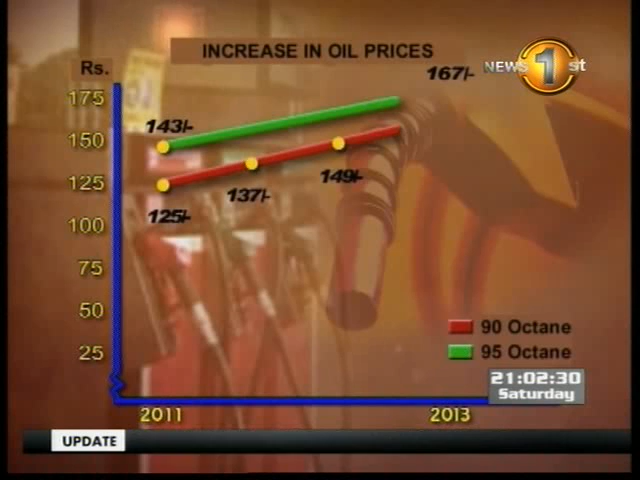 INCREASE IN OIL PRICES
NEWS 1st
Rs.
167/-
175
143/-
150
149/-
125
137/-
125/-
100
75
50
90 Octane
25
95 Octane
21:02:30
Saturday
2011
2013
UPDATE